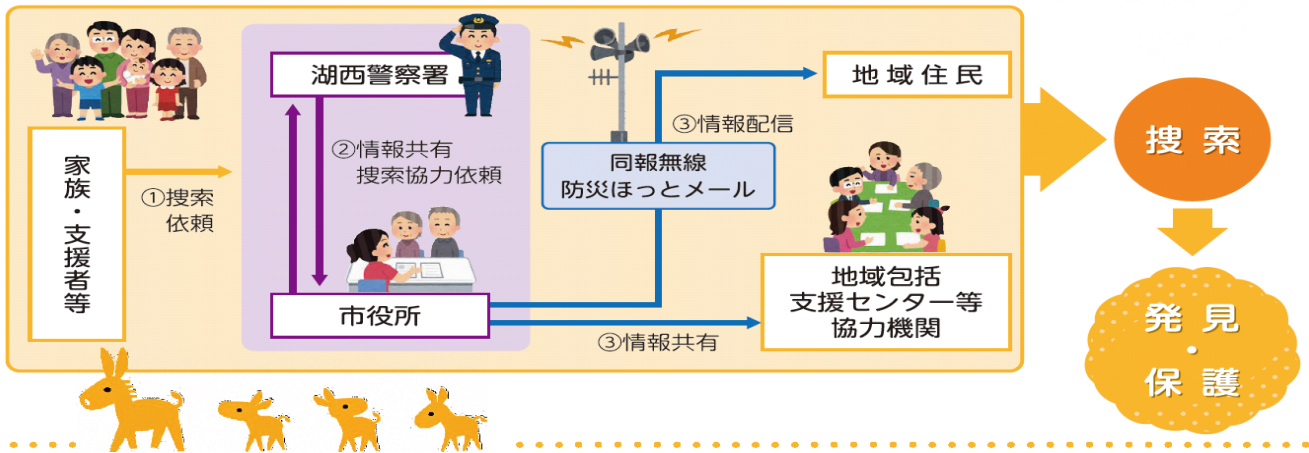 家族・支援者等
①捜索
依頼
湖西警察署
②情報共有
捜索協力依頼
市役所
③情報配信
同報無線
防災ほっとメール
地域住民
③情報共有
地域包括
支援センター等
協力機関
捜索
発見
・
保護